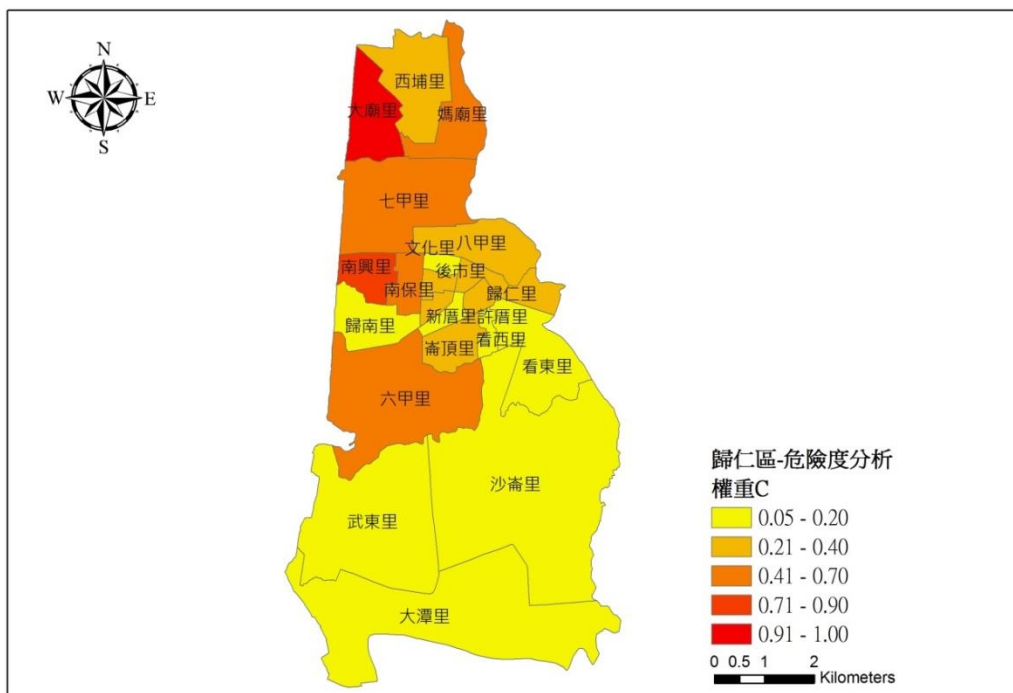 N
W
E
S
西埔里
大廟里
媽廟里
七甲里
文化里
八甲里
南興里
後市里
南保里
歸仁里
歸南里
新厝里
許厝里
看西里
崙頂里
看東里
六甲里
沙崙里
武東里
大潭里
歸仁區-危險度分析
權重C
0.05 - 0.20
0.21 - 0.40
0.41 - 0.70
0.71 - 0.90
0.91 - 1.00
0 0.5 1 2
Kilometers